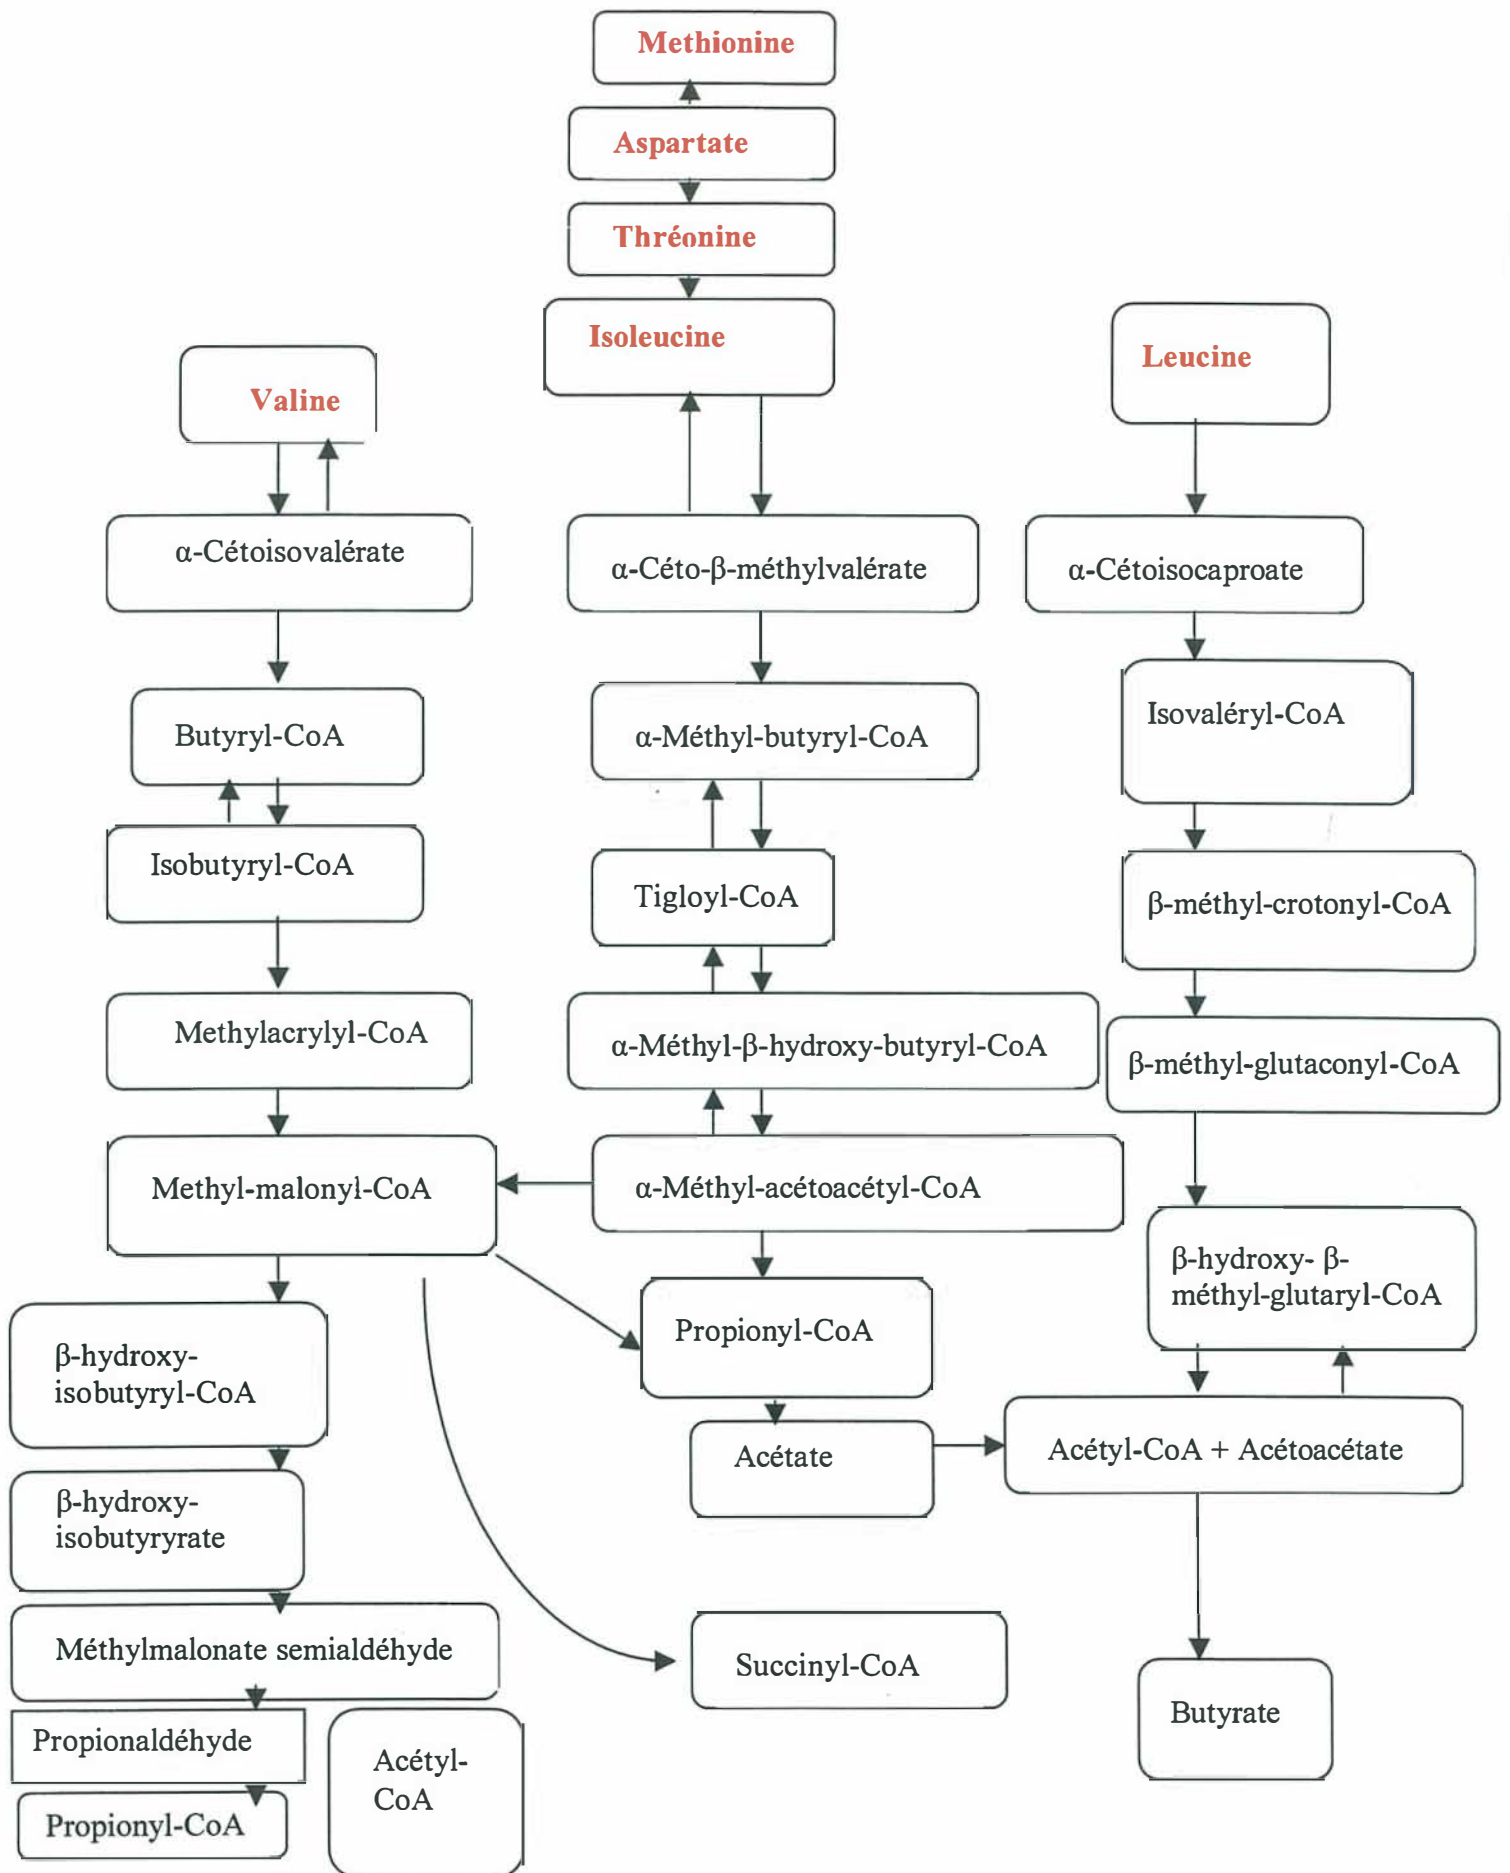 Methionine
Aspartate
Thréonine
Isoleucine
Leucine
Valine
α-Cétoisovalérate
α-Céto-β-méthylvalérate
α-Cétoisocaproate
Butyryl-CoA
α-Méthyl-butyryl-CoA
Isovaléryl-CoA
Isobutyryl-CoA
Tigloyl-CoA
β-méthyl-crotonyl-CoA
Methylacrylyl-CoA
α-Méthyl-β-hydroxy-butyryl-CoA
β-méthyl-glutaconyl-CoA
Methyl-malonyl-CoA
α-Méthyl-acétoacétyl-CoA
β-hydroxy- β-
méthyl-glutaryl-CoA
β-hydroxy-
isobutyryl-CoA
Propionyl-CoA
Acétate
Acétyl-CoA + Acétoacétate
β-hydroxy-
isobutyryrate
Méthylmalonate semialdéhyde
Succinyl-CoA
Butyrate
Propionaldéhyde
Acétyl-
CoA
Propionyl-CoA